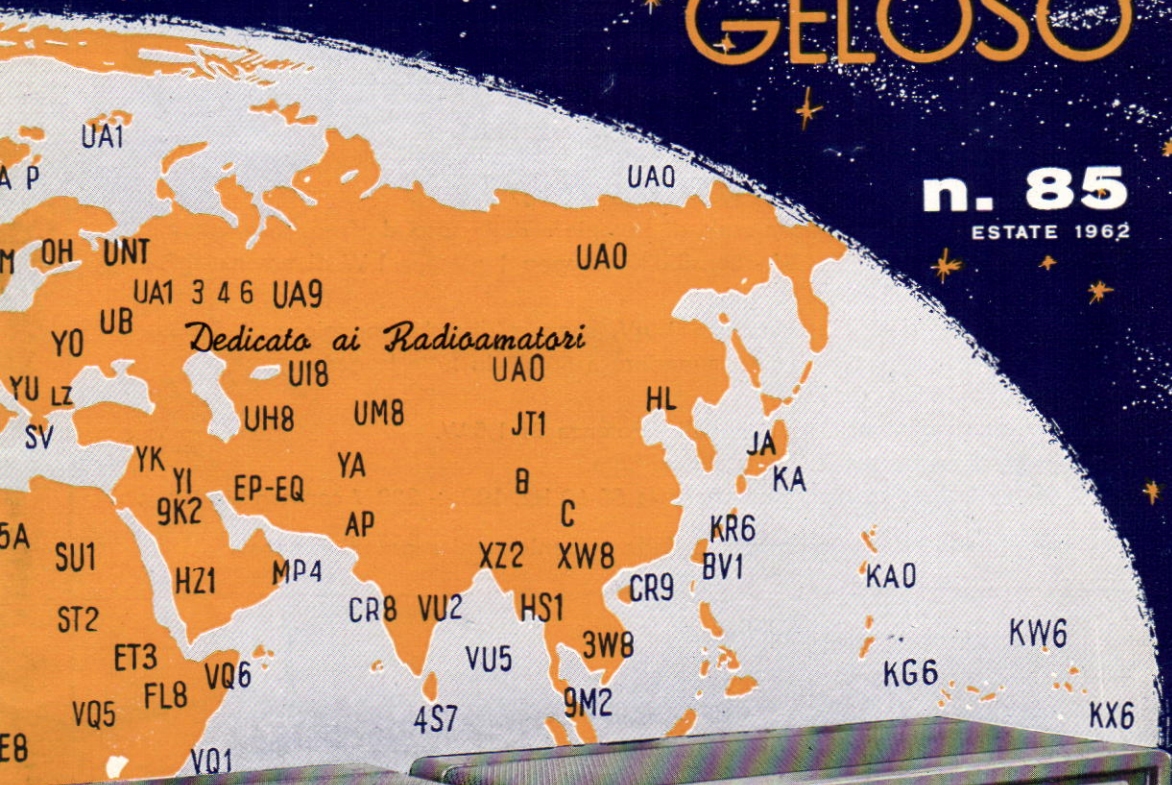 GELOSO
n. 85
ESTATE 1962
UA1
UA0
A P
M OH UNT
UA0
UA1 3 4 6 UA9
UB
YO
Dedicato ai Radioamatori
UI8 UA0
YU LZ
UH8 UM8 JT1 HL
SV JA
YK YA
YI EP-EQ B KA
9K2 C
5A AP KR6
SU1 XZ2 XW8 BV1
HZ1 MP4 CR9 KA0
ST2 CR8 VU2 HS1
KW6
ET3 VU5 3W8
FL8 VQ6 KG6
VQ5 4S7 9M2 KX6
E8 VQ1